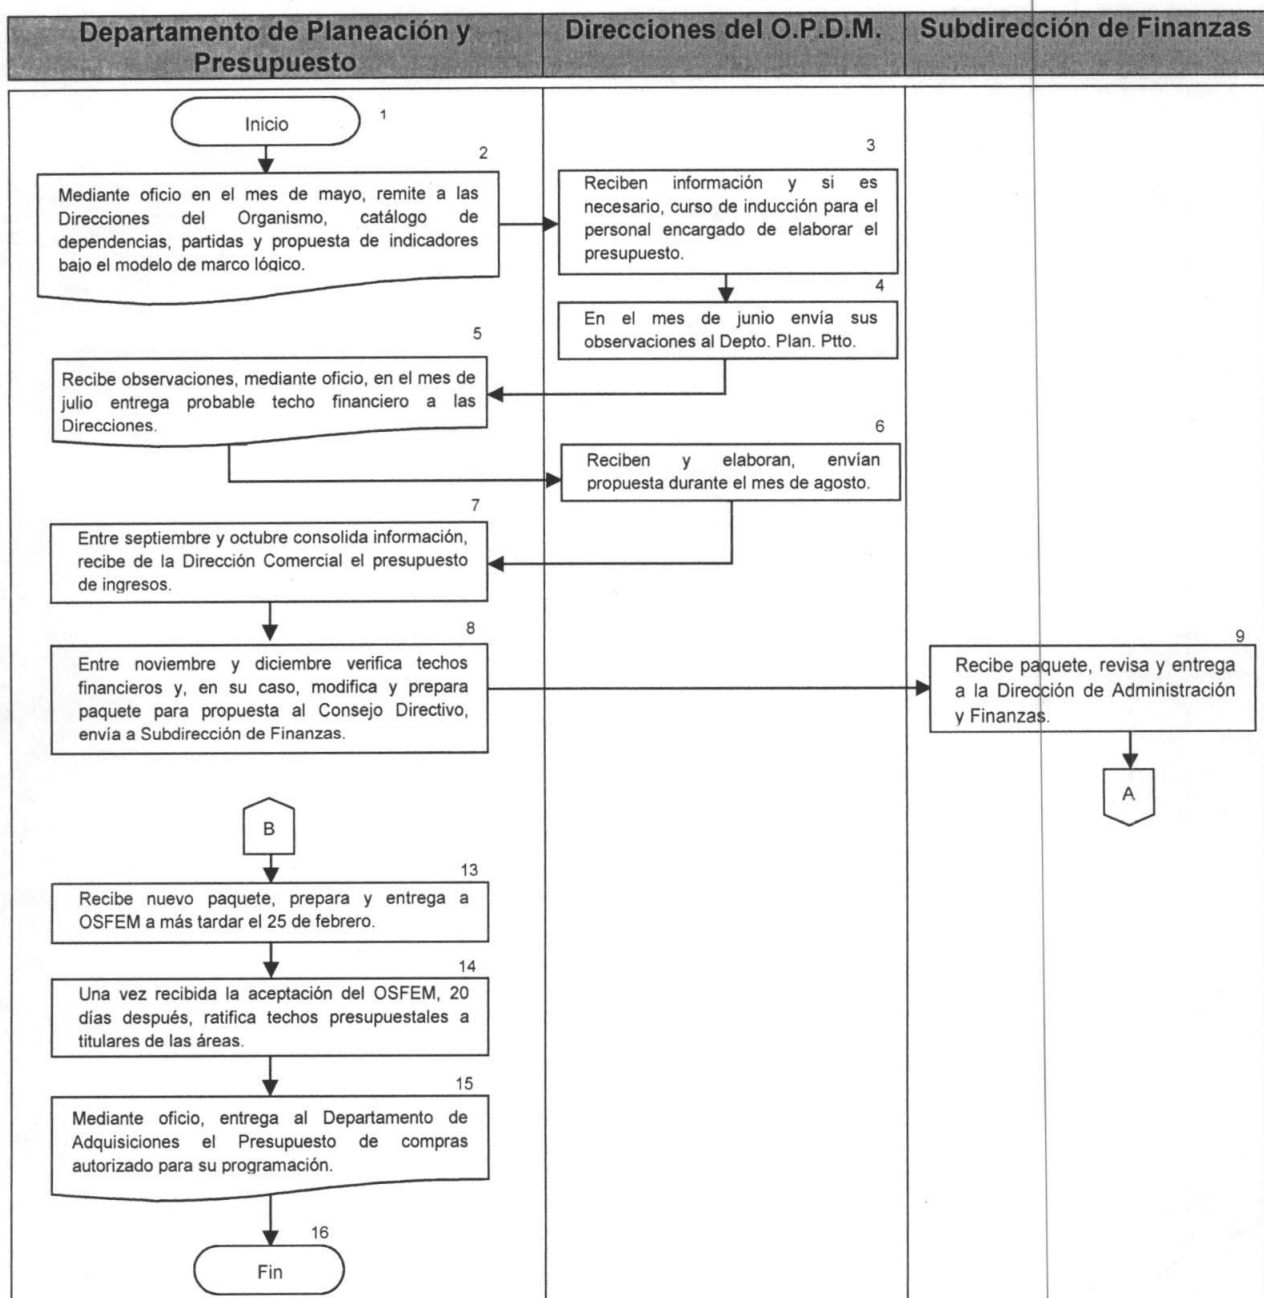 Departamento de Planeación y
Presupuesto
Direcciones del O.P.D.M.
Subdirección de Finanzas
Inicio
1
2
Mediante oficio en el mes de mayo, remite a las
Direcciones del Organismo, catálogo de
dependencias, partidas y propuesta de indicadores
bajo el modelo de marco lógico.
3
Reciben información y si es
necesario, curso de inducción para el
personal encargado de elaborar el
presupuesto.
4
En el mes de junio envía sus
observaciones al Depto. Plan. Ptto.
5
Recibe observaciones, mediante oficio, en el mes de
julio entrega probable techo financiero a las
Direcciones.
6
Reciben y elaboran, envían
propuesta durante el mes de agosto.
7
Entre septiembre y octubre consolida información,
recibe de la Dirección Comercial el presupuesto
de ingresos.
8
Entre noviembre y diciembre verifica techos
financieros y, en su caso, modifica y prepara
paquete para propuesta al Consejo Directivo,
envía a Subdirección de Finanzas.
9
Recibe paquete, revisa y entrega
a la Dirección de Administración
y Finanzas.
A
B
13
Recibe nuevo paquete, prepara y entrega a
OSFEM a más tardar el 25 de febrero.
14
Una vez recibida la aceptación del OSFEM, 20
días después, ratifica techos presupuestales a
titulares de las áreas.
15
Mediante oficio, entrega al Departamento de
Adquisiciones el Presupuesto de compras
autorizado para su programación.
16
Fin